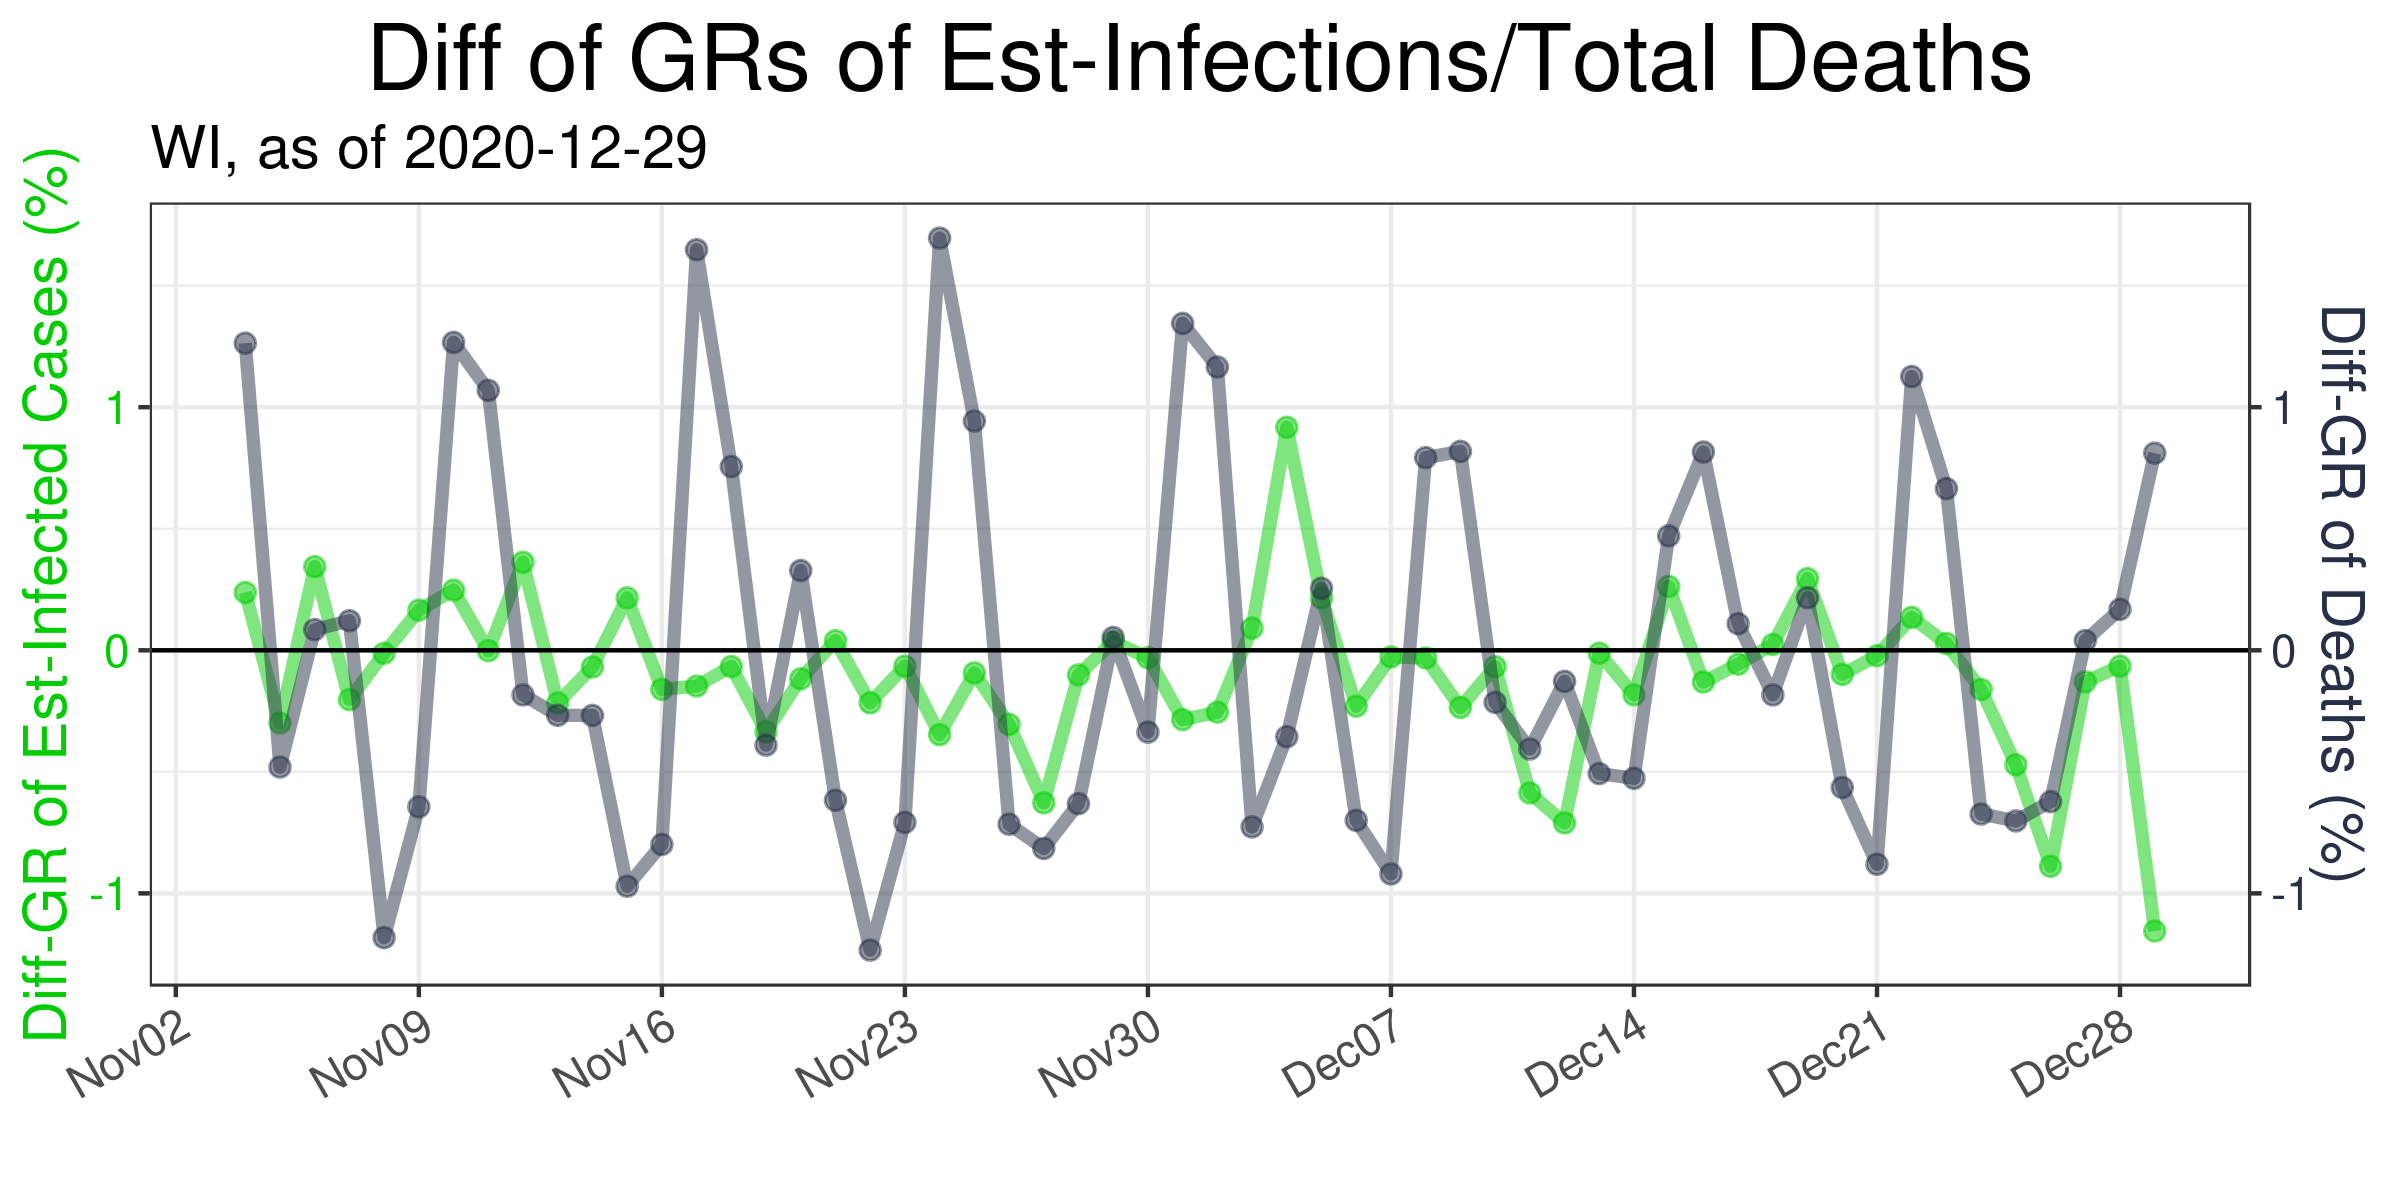 Diff of GRs of Est-Infections/Total Deaths
WI, as of 2020-12-29
Diff-GR of Est-Infected Cases (%)
1
0
-1
1
0
-1
Diff-GR of Deaths (%)
Nov02
Nov09
Nov16
Nov23
Nov30
Dec07
Dec14
Dec21
Dec28